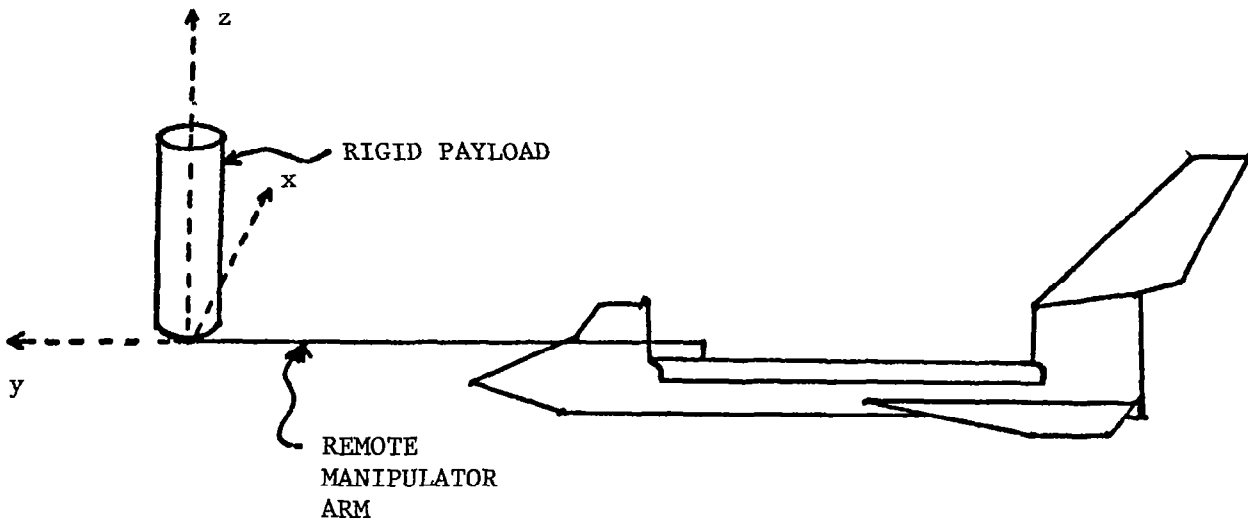 z
RIGID PAYLOAD
x
y
REMOTE
MANIPULATOR
ARM